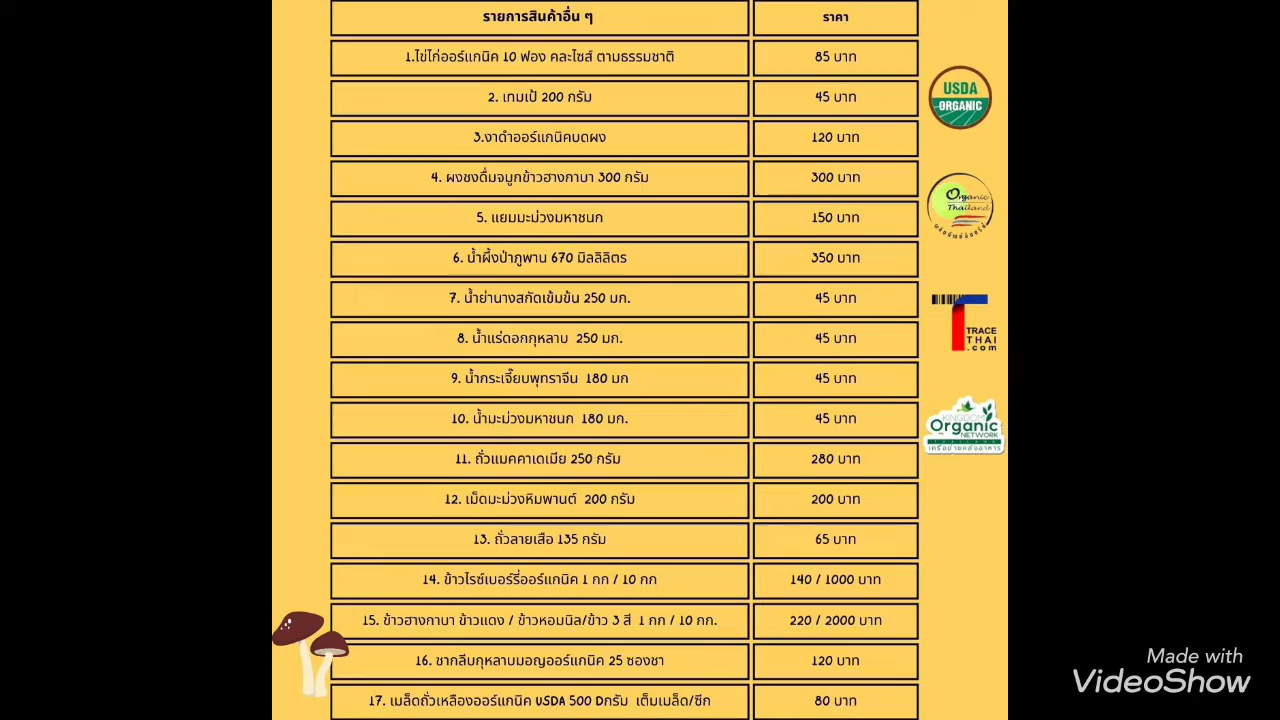 รายการสินค้าอื่น ๆ ราคา
1.ไข่ไก่ออร์แกนิค 10 ฟอง คละไซส์ ตามธรรมชาติ 85 บาท
2. เทมเป้ 200 กรัม 45 บาท
3.งาดำออร์แกนิคบดผง 120 บาท
4. ผงชงดื่มจมูกข้าวฮางกาบา 300 กรัม 300 บาท
5. แยมมะม่วงมหาชนก 150 บาท
6. น้ำผึ้งป่าภูพาน 670 มิลลิลิตร 350 บาท
7. น้ำย่านางสกัดเข้มข้น 250 มก. 45 บาท
8. น้ำแร่ดอกกุหลาบ 250 มก. 45 บาท
9. น้ำกระเจี๊ยบพุทราจีน 180 มก 45 บาท
10. น้ำมะม่วงมหาชนก 180 มก. 45 บาท
11. ถั่วแมคคาเดเมีย 250 กรัม 280 บาท
12. เม็ดมะม่วงหิมพานต์ 200 กรัม 200 บาท
13. ถั่วลายเสือ 135 กรัม 65 บาท
14. ข้าวไรซ์เบอร์รี่ออร์แกนิค 1 กก / 10 กก 140 / 1000 บาท
15. ข้าวฮางกาบา ข้าวแดง / ข้าวหอมนิล/ข้าว 3 สี 1 กก / 10 กก. 220 / 2000 บาท
16. ชากลีบกุหลาบมอญออร์แกนิค 25 ซองชา 120 บาท
17. เมล็ดถั่วเหลืองออร์แกนิค USDA 500 Dกรัม เต็มเมล็ด/ซีก 80 บาท
USDA
ORGANIC
Organic
Thailand
TRACE
THAI
.com
KINGDOM
Organic
NETWORK
เครือข่ายคลังอาหาร
Made with
VideoShow